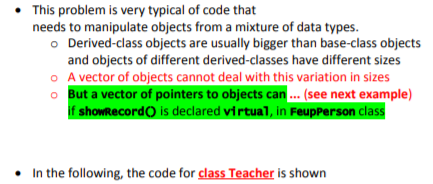 • This problem is very typical of code that
needs to manipulate objects from a mixture of data types.
o Derived-class objects are usually bigger than base-class objects
and objects of different derived-classes have different sizes
o A vector of objects cannot deal with this variation in sizes
o But a vector of pointers to objects can ... (see next example)
if showRecord() is declared virtual, in FeupPerson class
• In the following, the code for class Teacher is shown